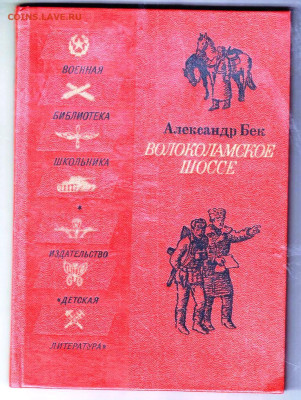 COINS.LAVE.RU
ВОЕННАЯ
БИБЛИОТЕКА
ШКОЛЬНИКА
ИЗДАТЕЛЬСТВО
«ДЕТСКАЯ
ЛИТЕРАТУРА»
Александр Бек
ВОЛОКОЛАМСКОЕ
ШОССЕ